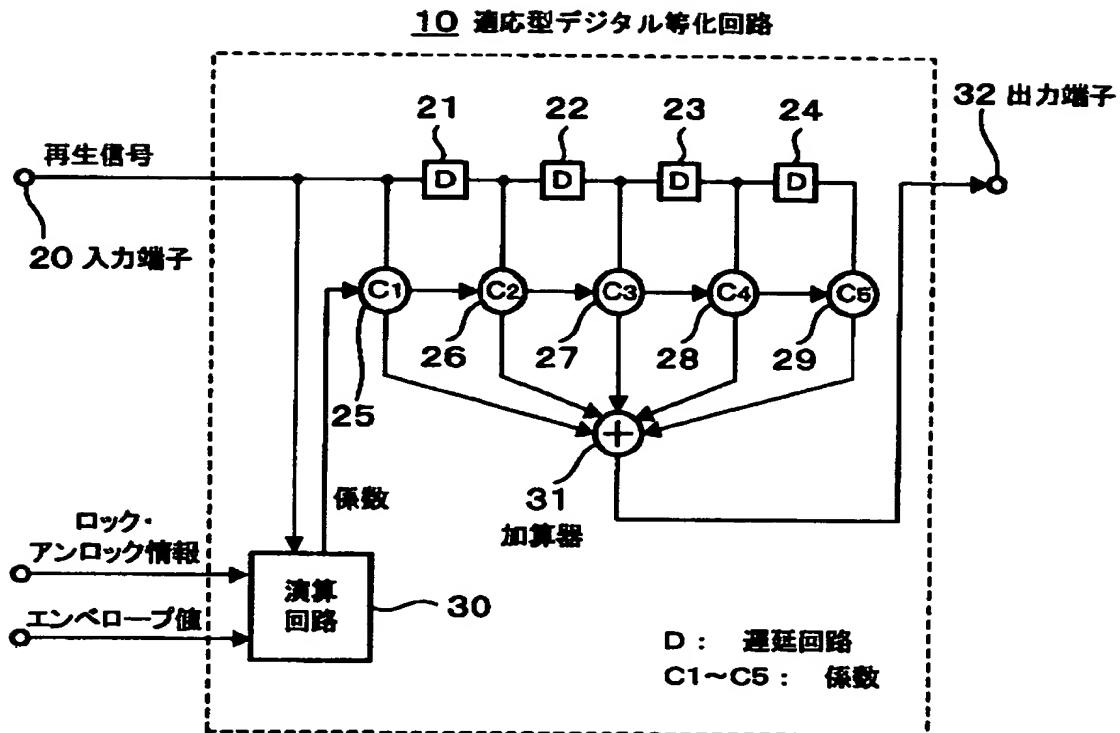 10 適応型デジタル等化回路
32 出力端子
21
22
23
24
再生信号
D
D
D
D
20 入力端子
C1
C2
C3
C4
C5
25
26
27
28
29
+
31
加算器
係数
ロック・
アンロック情報
エンベロープ値
演算
回路
30
D： 遅延回路
C1～C5： 係数